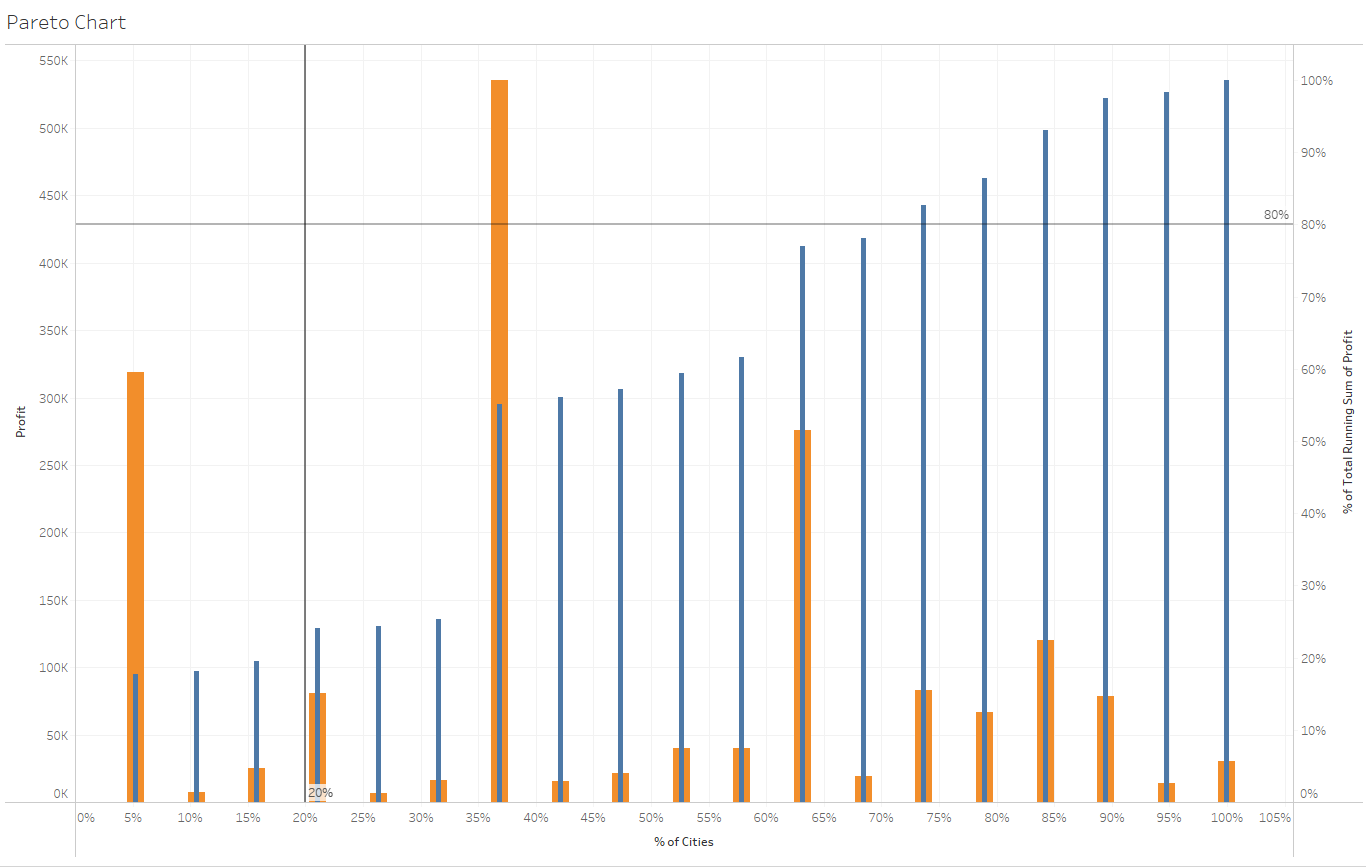 Pareto Chart
550K
500K
450K
400K
350K
300K
250K
200K
150K
100K
50K
0K
Profit
100%
90%
80%
80%
70%
60%
50%
40%
30%
20%
10%
0%
% of Total Running Sum of Profit
20%
0% 5% 10% 15% 20% 25% 30% 35% 40% 45% 50% 55% 60% 65% 70% 75% 80% 85% 90% 95% 100% 105%
% of Cities